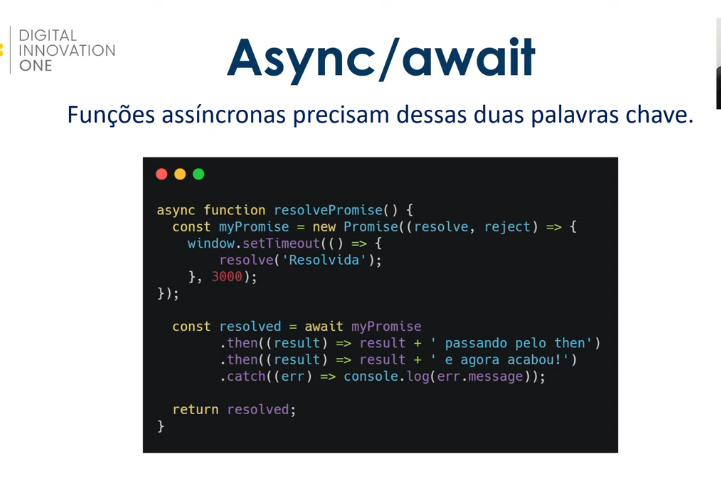 DIGITAL
INNOVATION
ONE
Async/await
Funções assíncronas precisam dessas duas palavras chave.
async function resolvePromise() {
  const myPromise = new Promise((resolve, reject) => {
    window.setTimeout(() => {
        resolve('Resolvida');
    }, 3000);
});
  const resolved = await myPromise
        .then((result) => result + ' passando pelo then')
        .then((result) => result + ' e agora acabou!')
        .catch((err) => console.log(err.message));
  return resolved;
}